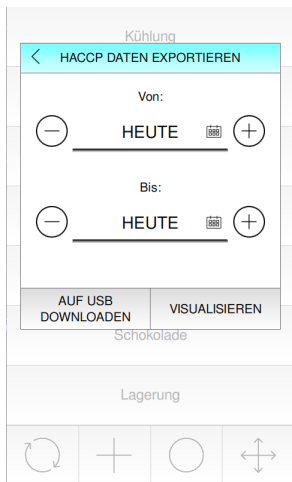 Kühlung
HACCP DATEN EXPORTIEREN
Von:
HEUTE
Bis:
HEUTE
AUF USB
DOWNLOADEN
VISUALISIEREN
Schokolade
Lagerung